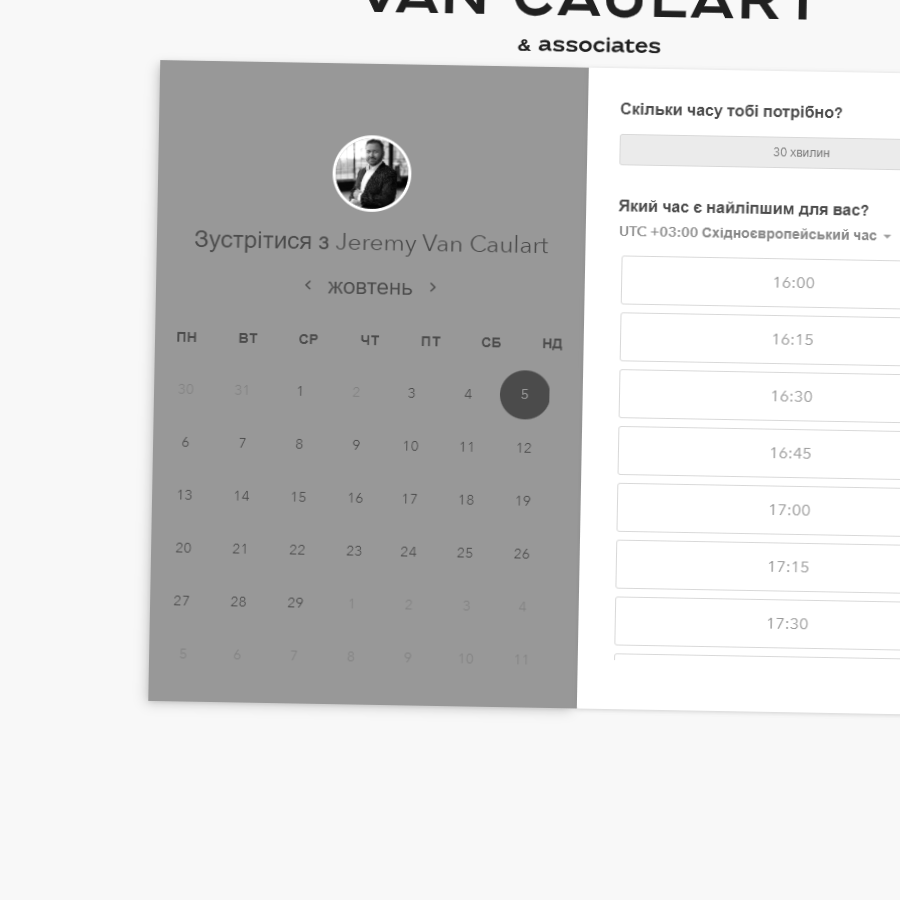 VAN CAULART
& associates
Зустрітися з Jeremy Van Caulart
жовтень
ПН ВТ СР ЧТ ПТ СБ НД
30 31 1 2 3 4 5
6 7 8 9 10 11 12
13 14 15 16 17 18 19
20 21 22 23 24 25 26
27 28 29 1 2 3 4
5 6 7 8 9 10 11
Скільки часу тобі потрібно?
30 хвилин
Який час є найліпшим для вас?
UTC +03:00 Східноєвропейський час
16:00
16:15
16:30
16:45
17:00
17:15
17:30